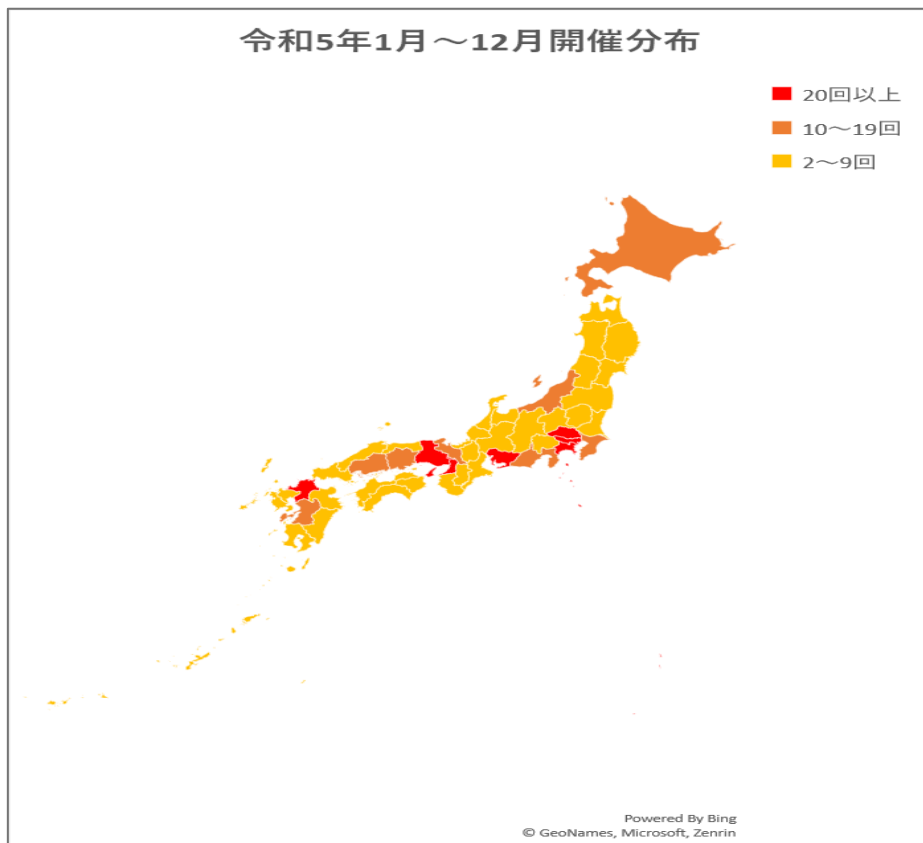 令和5年1月～12月開催分布
20回以上
10～19回
2～9回
Powered By Bing
© GeoNames, Microsoft, Zenrin